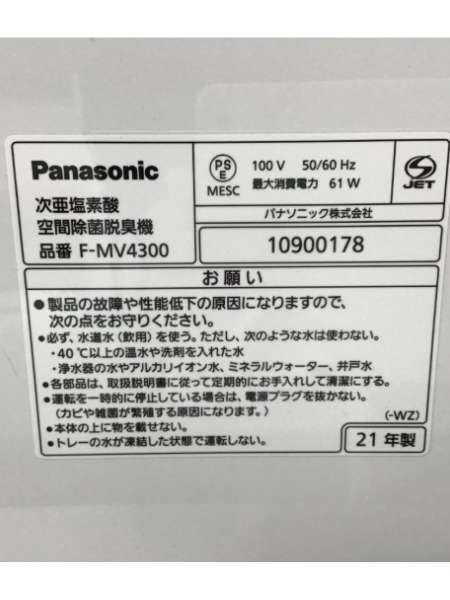 Panasonic
PS
E
MESC
100 V 50/60 Hz
最大消費電力 61 W
S
JET
次亜塩素酸
空間除菌脱臭機
品番 F-MV4300
パナソニック株式会社
10900178
お願い
●製品の故障や性能低下の原因になりますので、
次の点をお守りください。
●必ず、水道水（飲用）を使う。ただし、次のような水は使わない。
・40℃以上の温水や洗剤を入れた水
・浄水器の水やアルカリイオン水、ミネラルウォーター、井戸水
●各部品は、取扱説明書に従って定期的にお手入れして清潔にする。
●運転を一時的に停止している場合は、電源プラグを抜かない。
（カビや雑菌が繁殖する原因になります。）
●本体の上に物を載せない。
●トレーの水が凍結した状態で運転しない。
(-WZ)
21年製